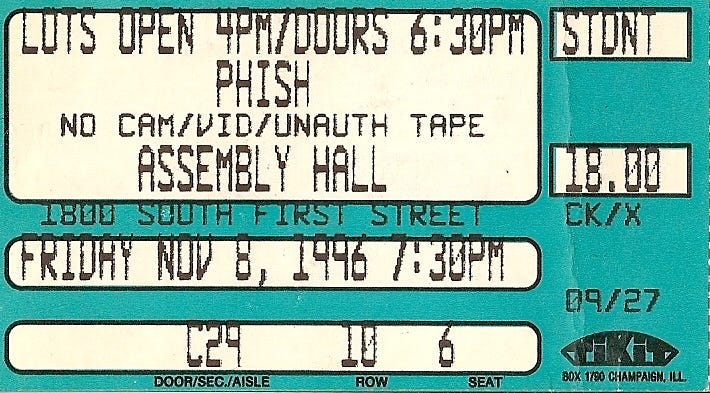 LOTS OPEN 4PM/DOORS 6:30PM
PHISH
NO CAM/VID/UNAUTH TAPE
ASSEMBLY HALL
1800 SOUTH FIRST STREET
FRIDAY NOV 8, 1996 7:30PM
C29 10 6
DOOR/SEC./AISLE ROW SEAT
STDNT
18.00
CK/X
09/27
TIKIT
BOX 1790 CHAMPAIGN, ILL.